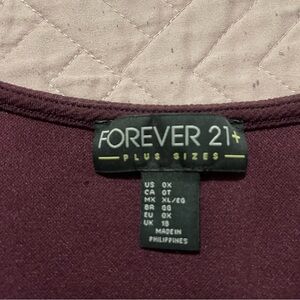 FOREVER 21+
PLUS SIZES
US 0X
CA 0T
MX XL/EG
BR GG
EU 0X
UK 18
MADE IN
PHILIPPINES